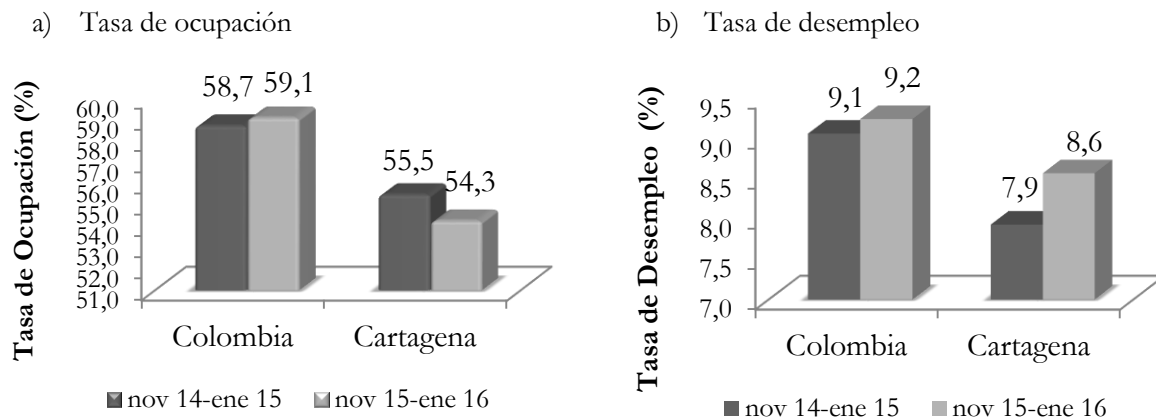 a) Tasa de ocupación
Tasa de Ocupación (%)
60,0
59,0
58,0
57,0
56,0
55,0
54,0
53,0
52,0
51,0
58,7
59,1
55,5
54,3
Colombia
Cartagena
nov 14-ene 15
nov 15-ene 16
b) Tasa de desempleo
Tasa de Desempleo (%)
9,5
9,0
8,5
8,0
7,5
7,0
9,1
9,2
7,9
8,6
Colombia
Cartagena
nov 14-ene 15
nov 15-ene 16